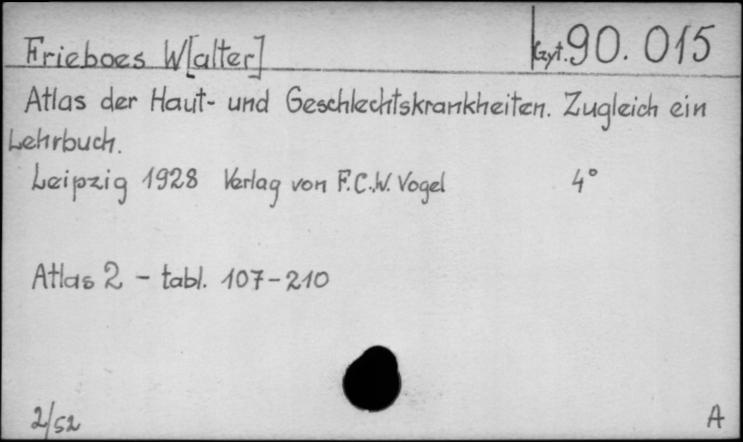 Frieboes W[alter]
Czyt. 90. 015
Atlas der Haut- und Geschlechtskrankheiten. Zugleich ein
Lehrbuch.
Leipzig 1928 Verlag von F.C.W. Vogel 4°
Atlas 2 - tabl. 107-210
2/52
A